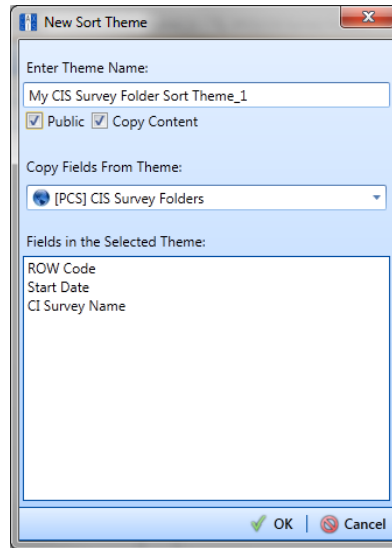 New Sort Theme
Enter Theme Name:
My CIS Survey Folder Sort Theme_1
Public Copy Content
Copy Fields From Theme:
[PCS] CIS Survey Folders
Fields in the Selected Theme:
ROW Code
Start Date
CI Survey Name
OK | Cancel